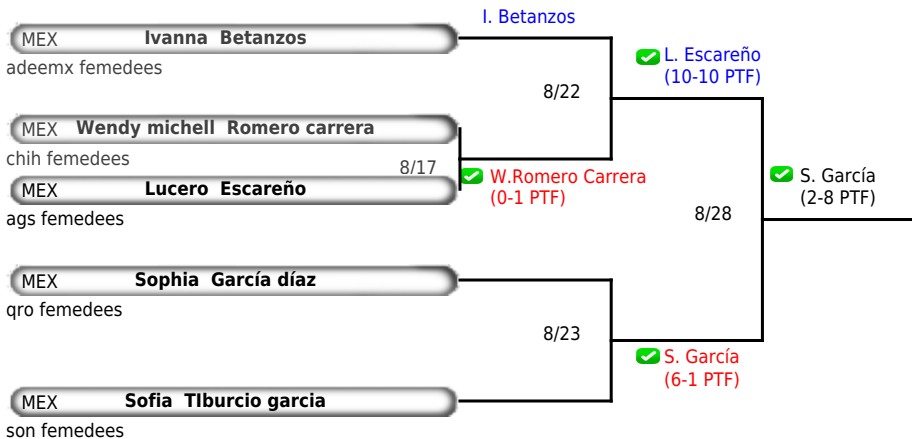 I. Betanzos
MEX Ivanna Betanzos
adeemx femedees
L. Escareño
(10-10 PTF)
8/22
MEX Wendy michell Romero carrera
chih femedees
8/17
W.Romero Carrera
(0-1 PTF)
MEX Lucero Escareño
ags femedees
S. García
(2-8 PTF)
8/28
MEX Sophia García díaz
qro femedees
8/23
S. García
(6-1 PTF)
MEX Sofia TIburcio garcia
son femedees